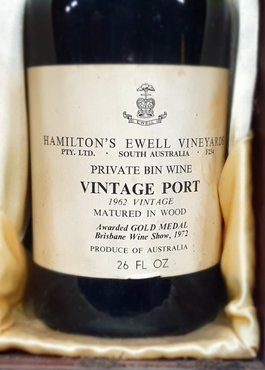 EWELL
HAMILTON'S EWELL VINEYARDS
PTY. LTD. · SOUTH AUSTRALIA ·
PRIVATE BIN WINE
VINTAGE PORT
1962 VINTAGE
MATURED IN WOOD
Awarded GOLD MEDAL
Brisbane Wine Show, 1972
PRODUCE OF AUSTRALIA
26 FL OZ